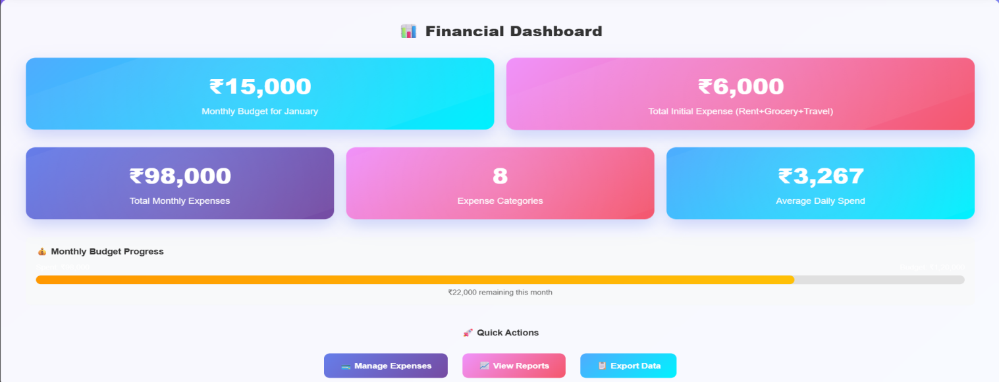 Financial Dashboard
₹15,000
Monthly Budget for January
₹6,000
Total Initial Expense (Rent+Grocery+Travel)
₹98,000
Total Monthly Expenses
8
Expense Categories
₹3,267
Average Daily Spend
Monthly Budget Progress
₹22,000 remaining this month
Quick Actions
Manage Expenses
View Reports
Export Data